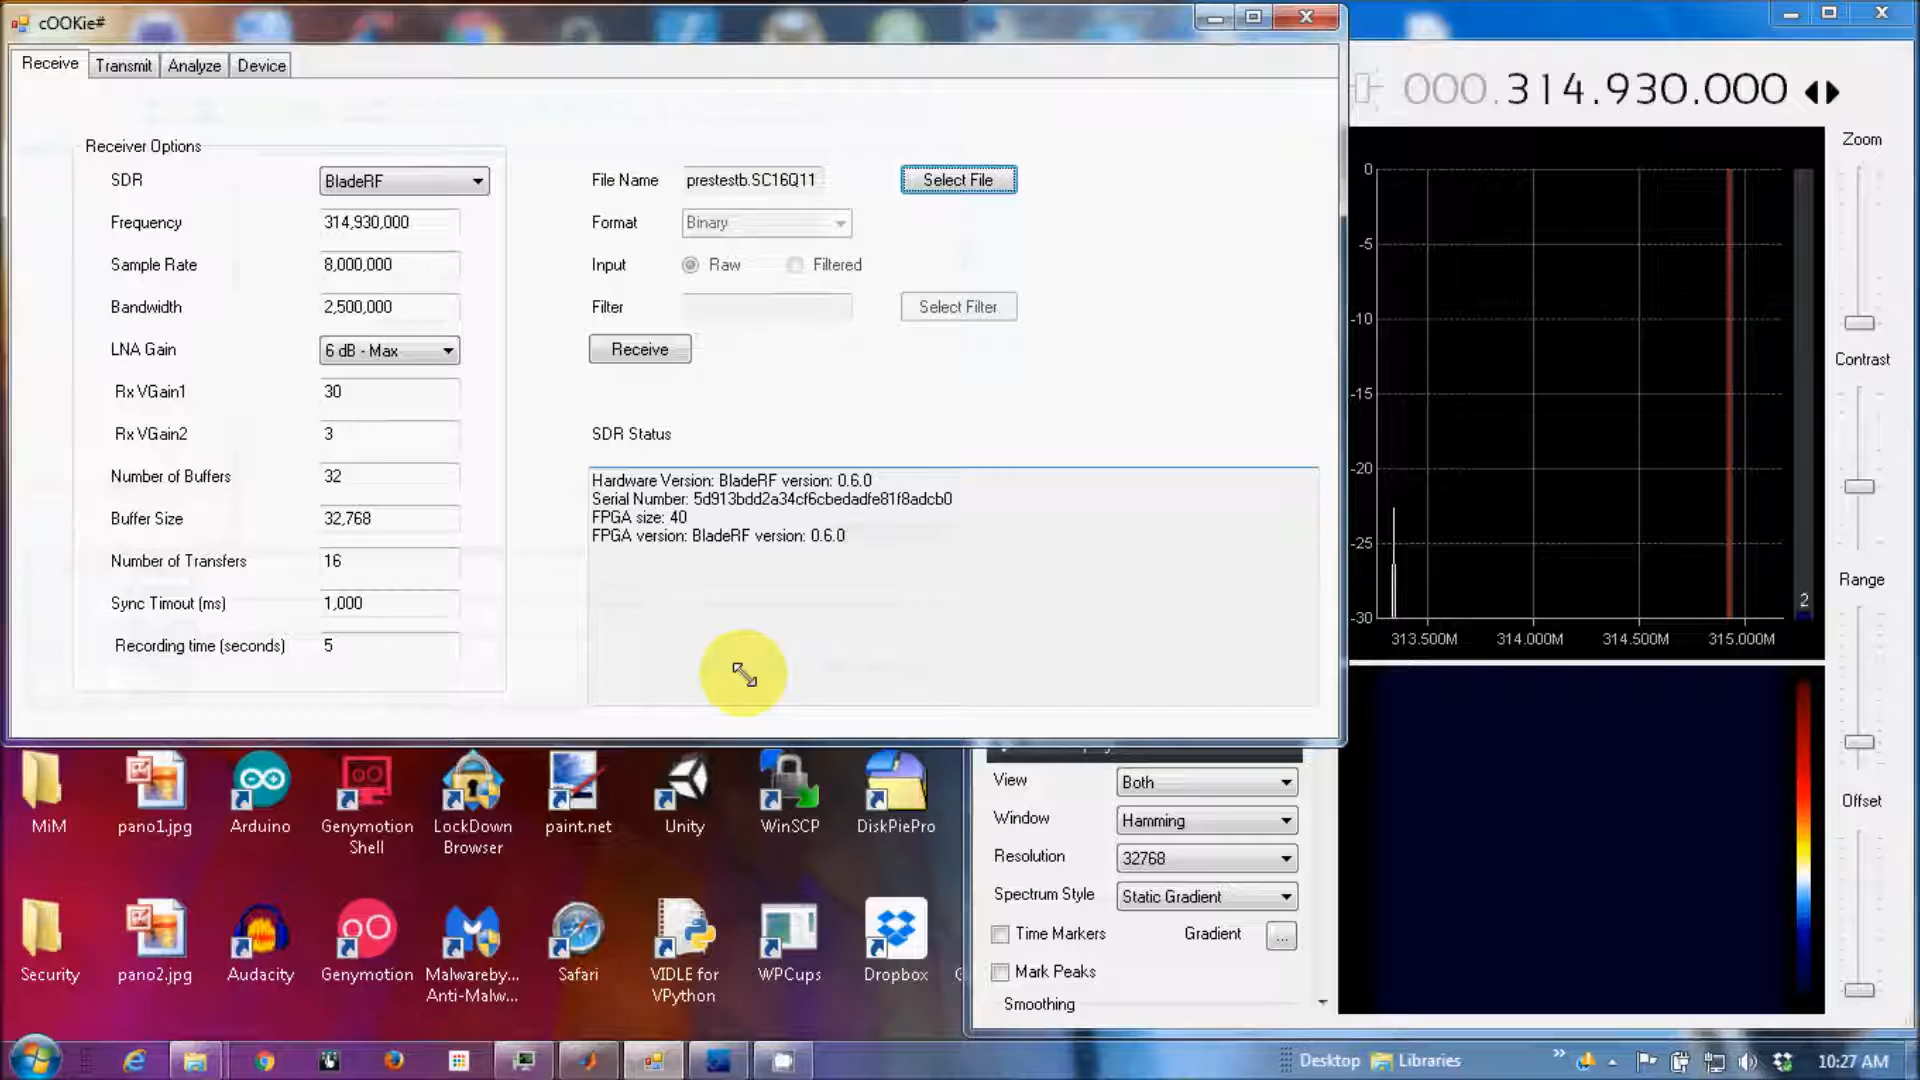 cOOKie#
Receive
Transmit
Analyze
Device
Receiver Options
SDR
BladeRF
Frequency
314,930,000
Sample Rate
8,000,000
Bandwidth
2,500,000
LNA Gain
6 dB - Max
Rx VGain1
30
Rx VGain2
3
Number of Buffers
32
Buffer Size
32,768
Number of Transfers
16
Sync Timout (ms)
1,000
Recording time (seconds)
5
File Name
prestestb.SC16Q11
Select File
Format
Binary
Input
Raw
Filtered
Filter
Select Filter
Receive
SDR Status
Hardware Version: BladeRF version: 0.6.0
Serial Number: 5d913bdd2a34cf6cbedadfe81f8adcb0
FPGA size: 40
FPGA version: BladeRF version: 0.6.0
000.314.930.000
Zoom
Contrast
Range
Offset
0
-5
-10
-15
-20
-25
-30
2
313.500M
314.000M
314.500M
315.000M
View
Both
Window
Hamming
Resolution
32768
Spectrum Style
Static Gradient
Time Markers
Gradient
...
Mark Peaks
Smoothing
MiM
pano1.jpg
Arduino
Genymotion
Shell
LockDown
Browser
paint.net
Unity
WinSCP
DiskPiePro
Security
pano2.jpg
Audacity
Genymotion
Malwareby...
Anti-Malw...
Safari
VIDLE for
VPython
WPCups
Dropbox
Desktop
Libraries
10:27 AM